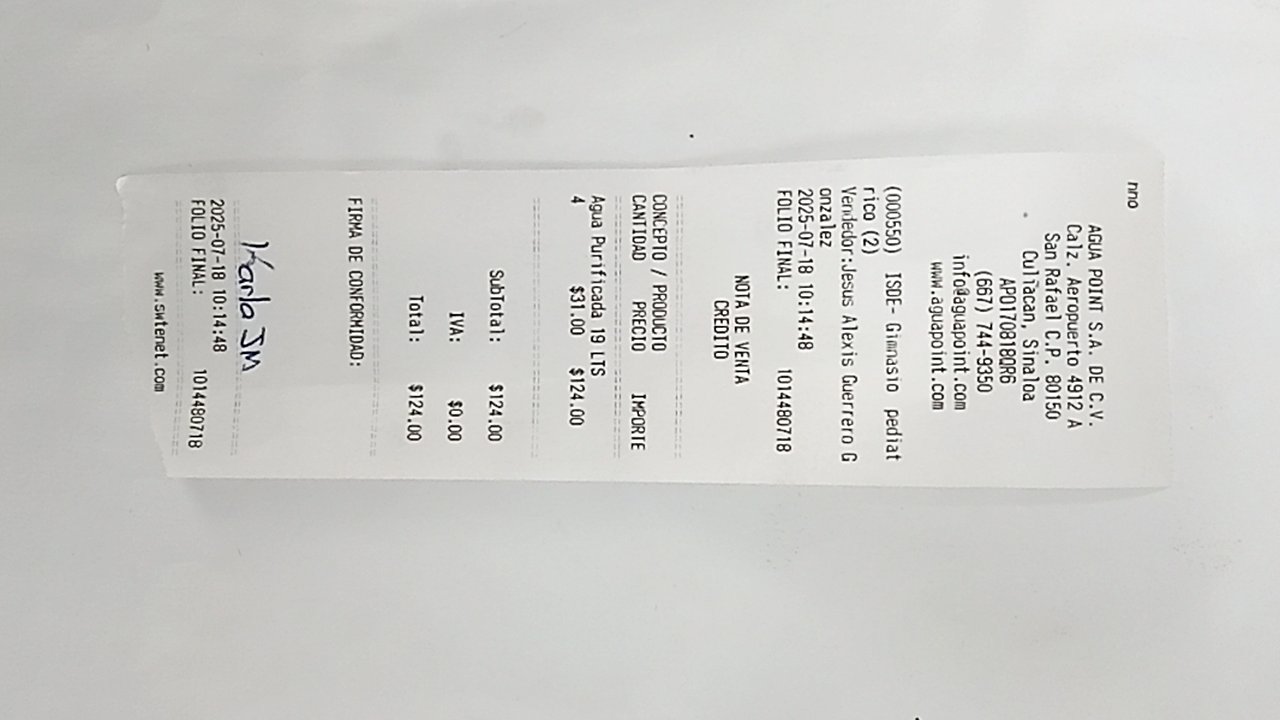 nno
AGUA POINT S.A. DE C.V.
Calz. Aeropuerto 4912 A
San Rafael C.P. 80150
Culiacan, Sinaloa
APO170818QR6
(667) 744-9350
info@aguapoint.com
www.aguapoint.com
(000550) ISDE- Gimnasio pediat
rico (2)
Vendedor:Jesus Alexis Guerrero G
onzalez
2025-07-18 10:14:48
FOLIO FINAL: 1014480718
NOTA DE VENTA
CREDITO
CONCEPTO / PRODUCTO
CANTIDAD PRECIO IMPORTE
Agua Purificada 19 LTS
4 $31.00 $124.00
SubTotal: $124.00
IVA: $0.00
Total: $124.00
FIRMA DE CONFORMIDAD:
Karla JM
2025-07-18 10:14:48
FOLIO FINAL: 1014480718
www.swtenet.com